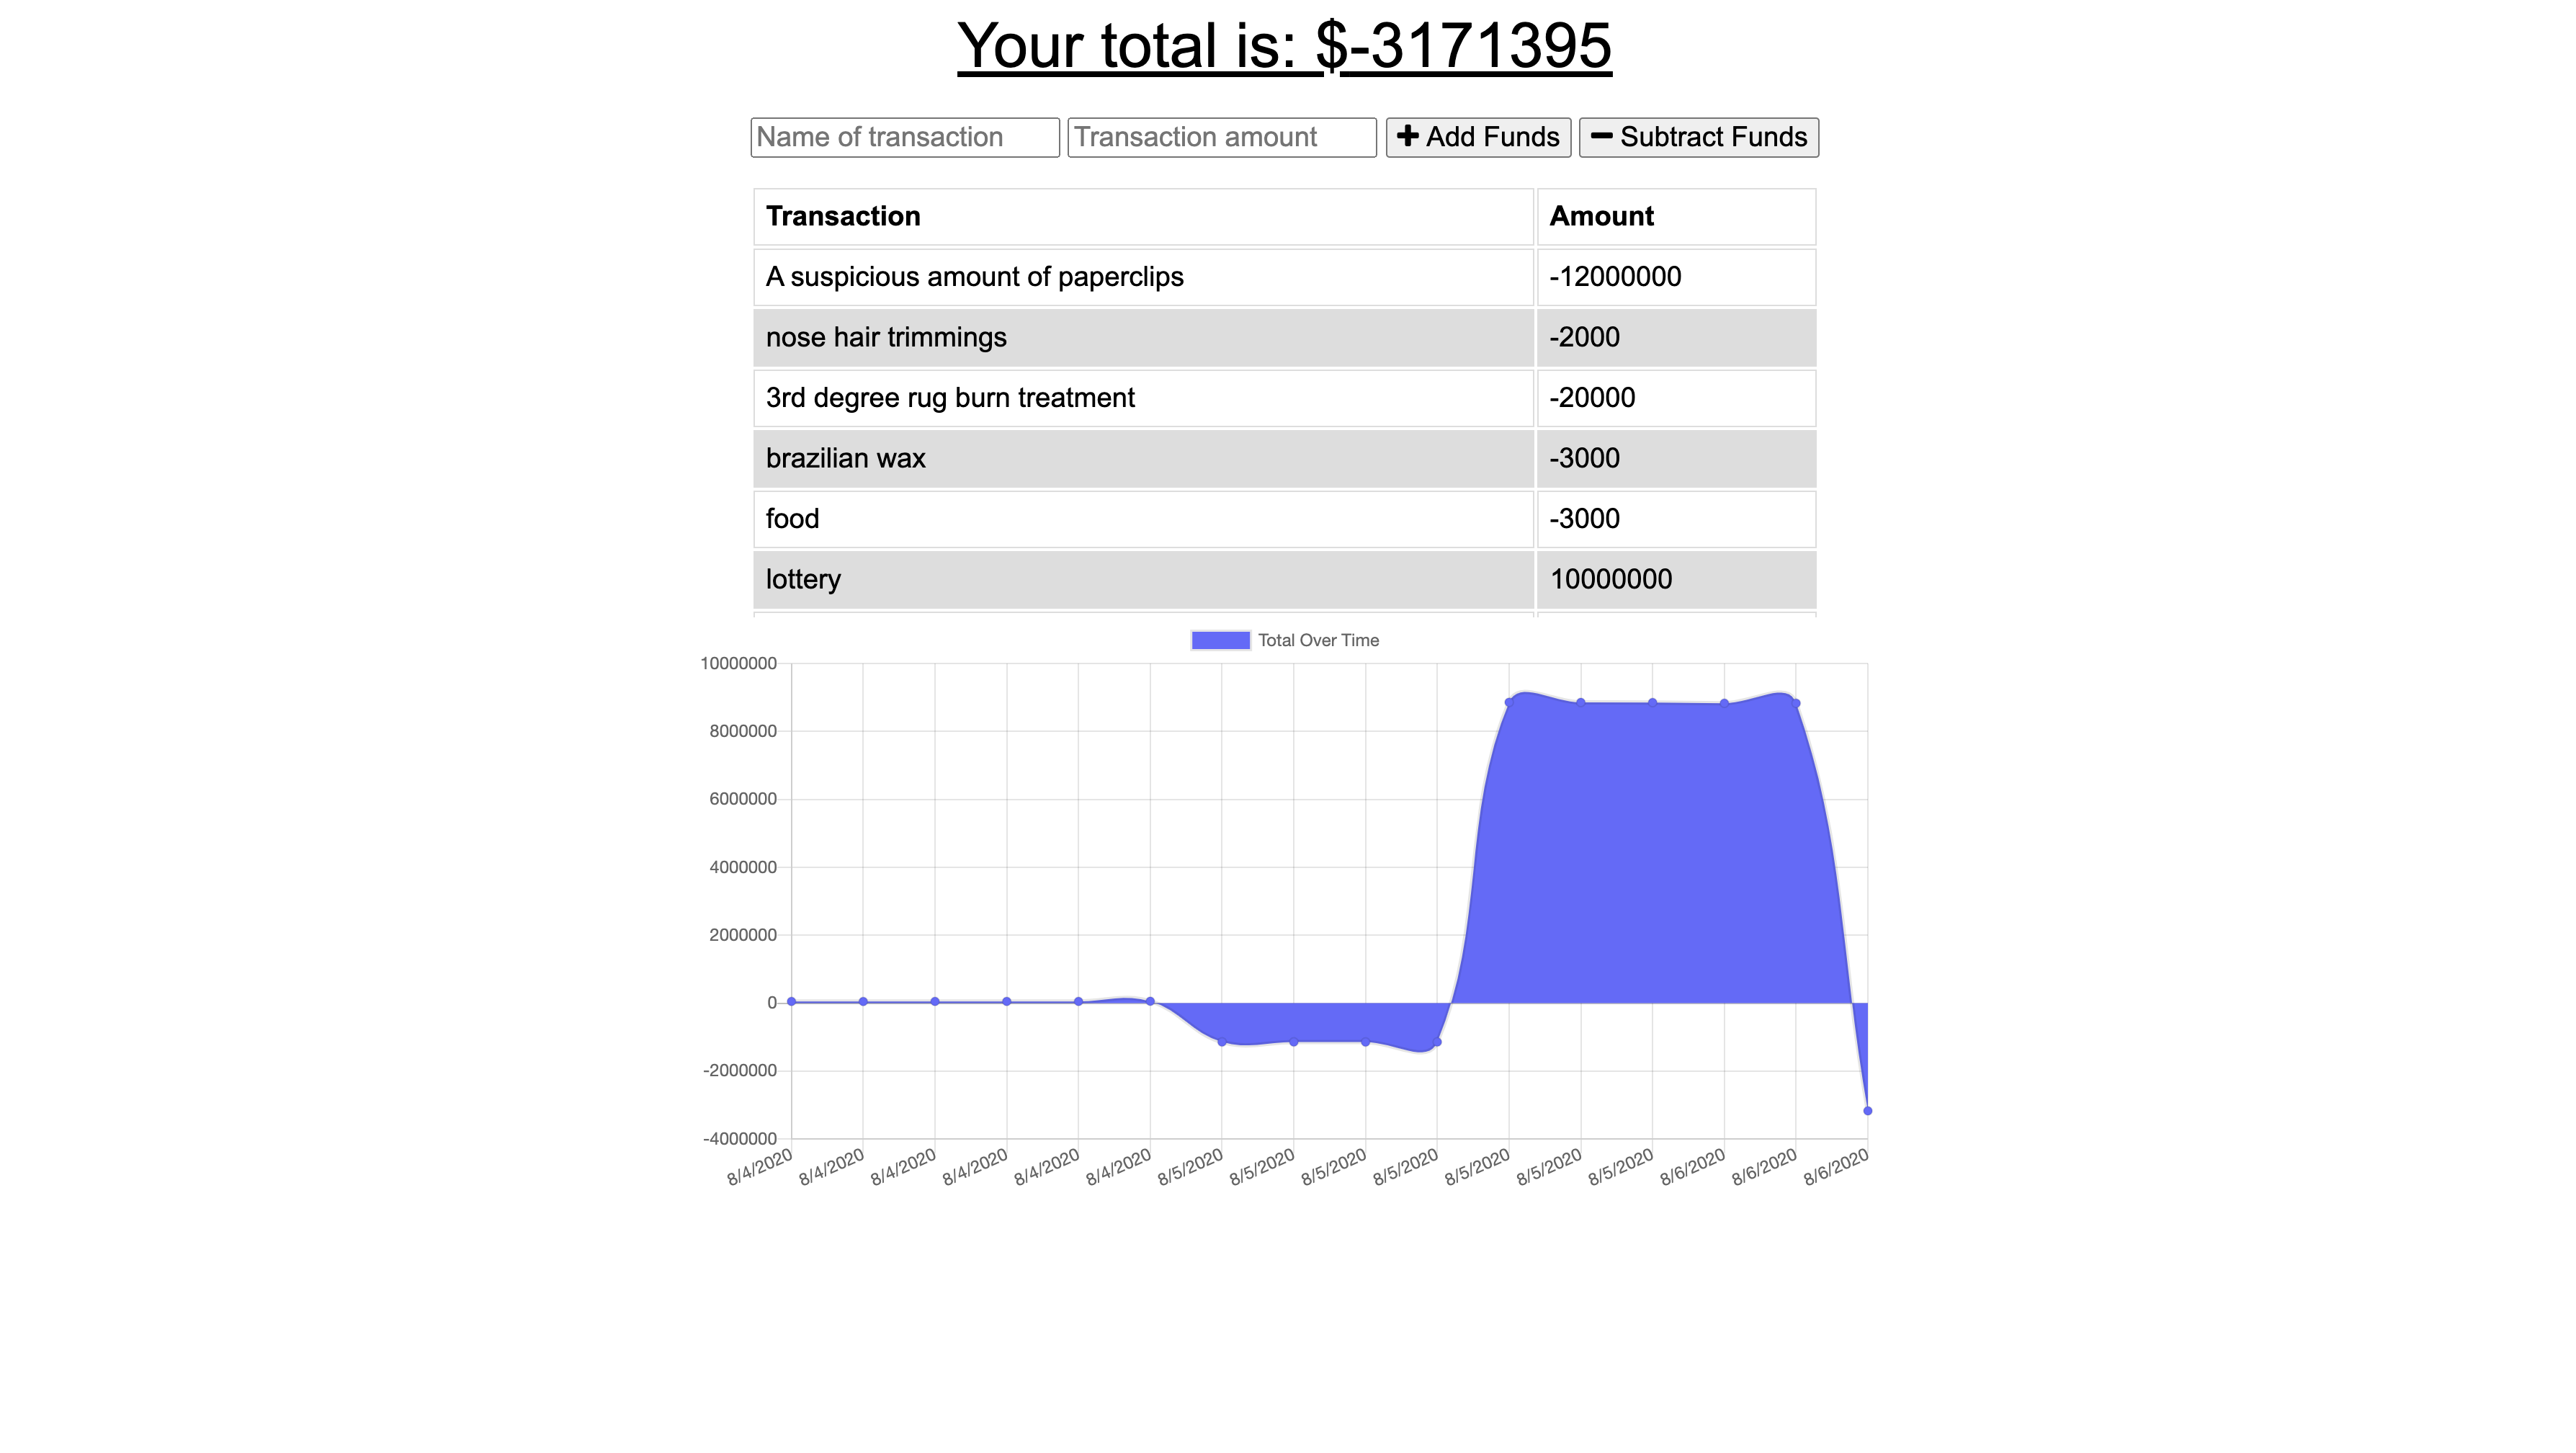 Your total is: $-3171395
Name of transaction Transaction amount Add Funds Subtract Funds
Transaction Amount
A suspicious amount of paperclips -12000000
nose hair trimmings -2000
3rd degree rug burn treatment -20000
brazilian wax -3000
food -3000
lottery 10000000
Total Over Time
10000000
8000000
6000000
4000000
2000000
0
-2000000
-4000000
8/4/2020 8/4/2020 8/4/2020 8/4/2020 8/4/2020 8/4/2020 8/5/2020 8/5/2020 8/5/2020 8/5/2020 8/5/2020 8/5/2020 8/5/2020 8/6/2020 8/6/2020 8/6/2020